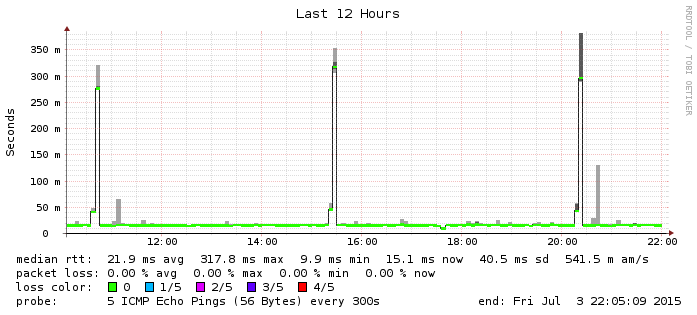 Last 12 Hours
RRDTOOL / TOBI OETIKER
Seconds
350 m
300 m
250 m
200 m
150 m
100 m
50 m
0
12:00 14:00 16:00 18:00 20:00 22:00
median rtt: 21.9 ms avg 317.8 ms max 9.9 ms min 15.1 ms now 40.5 ms sd 541.5 m am/s
packet loss: 0.00 % avg 0.00 % max 0.00 % min 0.00 % now
loss color: 0 1/5 2/5 3/5 4/5
probe: 5 ICMP Echo Pings (56 Bytes) every 300s end: Fri Jul 3 22:05:09 2015